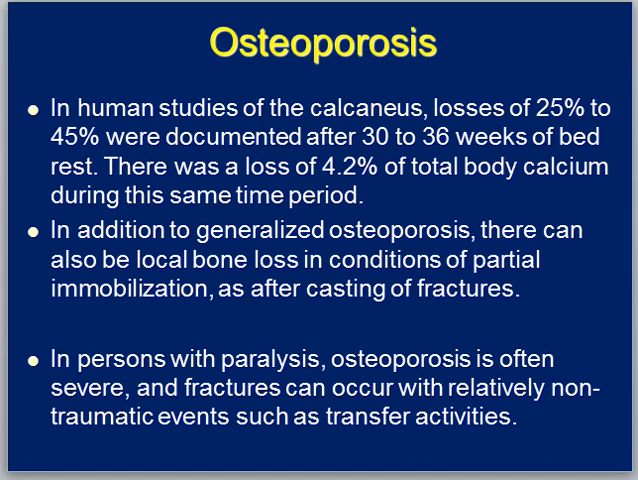 Osteoporosis
In human studies of the calcaneus, losses of 25% to
45% were documented after 30 to 36 weeks of bed
rest. There was a loss of 4.2% of total body calcium
during this same time period.
In addition to generalized osteoporosis, there can
also be local bone loss in conditions of partial
immobilization, as after casting of fractures.
In persons with paralysis, osteoporosis is often
severe, and fractures can occur with relatively non-
traumatic events such as transfer activities.